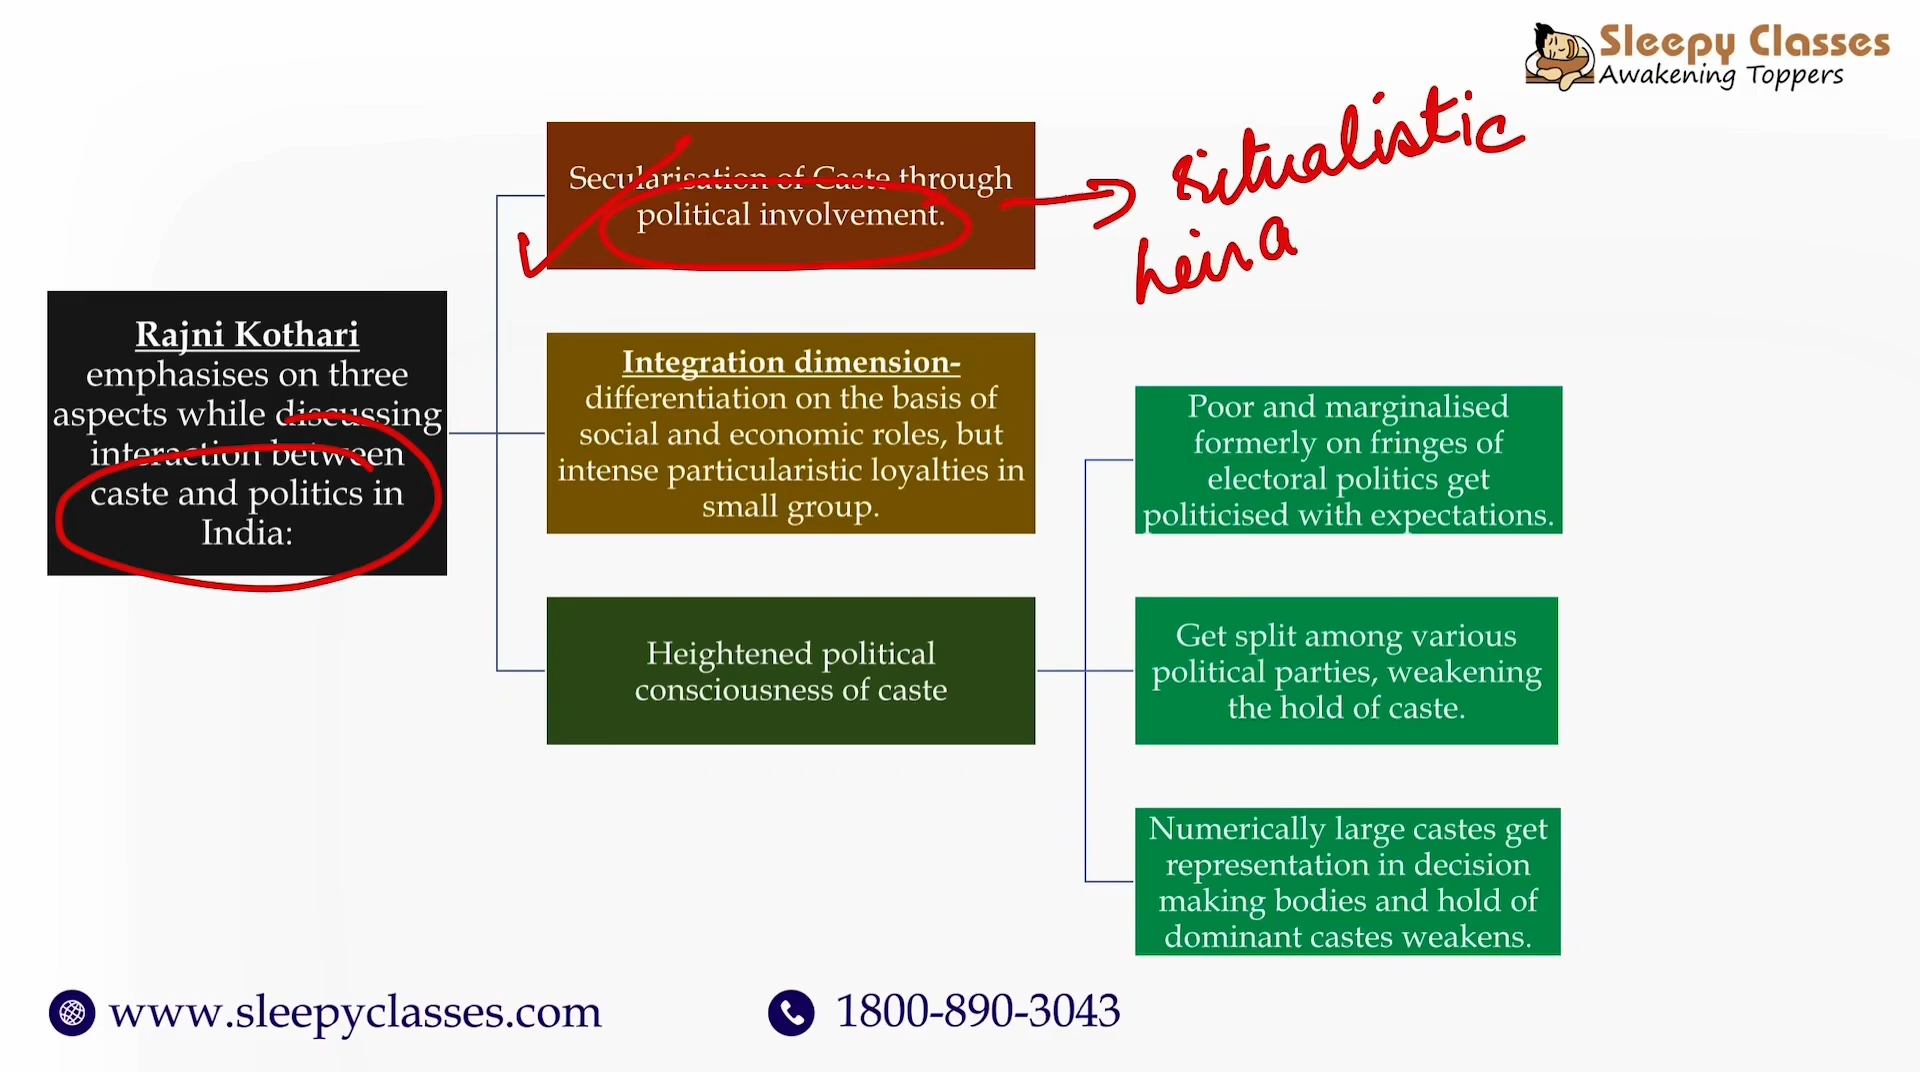 Sleepy Classes
Awakening Toppers
Secularisation of Caste through
political involvement.
ritualistic
heira
Rajni Kothari
emphasises on three
aspects while discussing
interaction between
caste and politics in
India:
Integration dimension-
differentiation on the basis of
social and economic roles, but
intense particularistic loyalties in
small group.
Heightened political
consciousness of caste
Poor and marginalised
formerly on fringes of
electoral politics get
politicised with expectations.
Get split among various
political parties, weakening
the hold of caste.
Numerically large castes get
representation in decision
making bodies and hold of
dominant castes weakens.
www.sleepyclasses.com
1800-890-3043